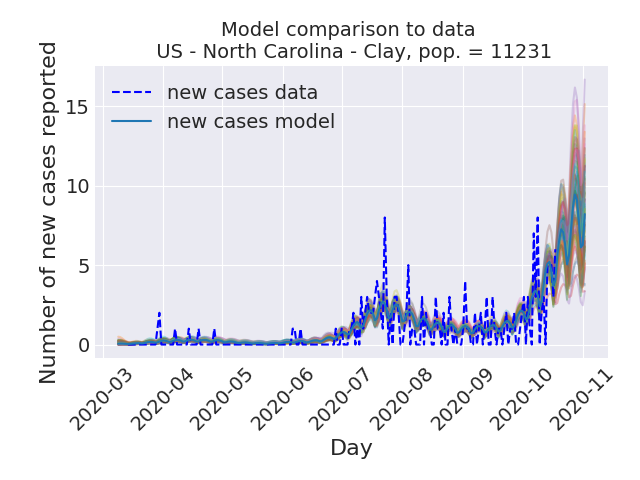 Model comparison to data
US - North Carolina - Clay, pop. = 11231
Number of new cases reported
15
10
5
0
new cases data
new cases model
2020-03
2020-04
2020-05
2020-06
2020-07
2020-08
2020-09
2020-10
2020-11
Day